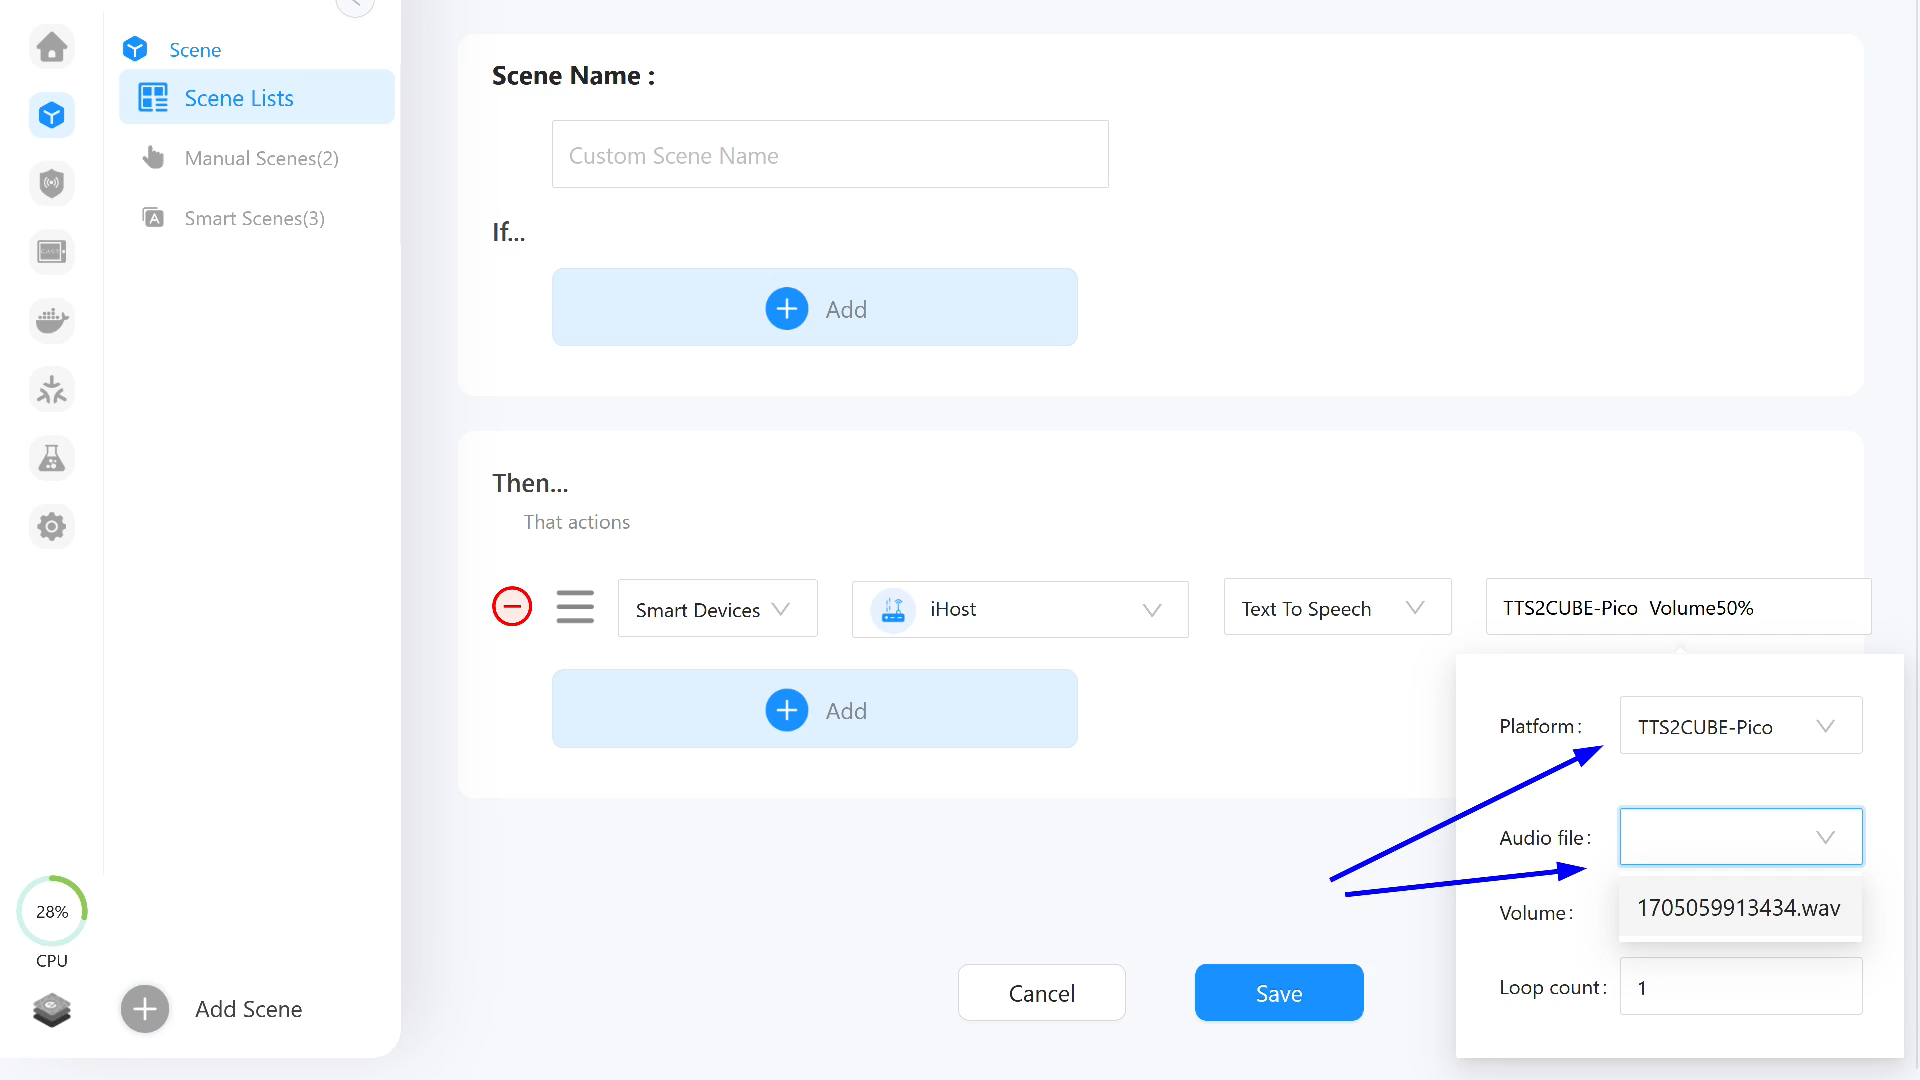 Scene
Scene Lists
Manual Scenes(2)
Smart Scenes(3)
28%
CPU
Add Scene
Scene Name :
Custom Scene Name
If...
Add
Then...
That actions
Smart Devices
iHost
Text To Speech
TTS2CUBE-Pico Volume50%
Add
Platform:
TTS2CUBE-Pico
Audio file:
1705059913434.wav
Volume:
Loop count:
1
Cancel
Save